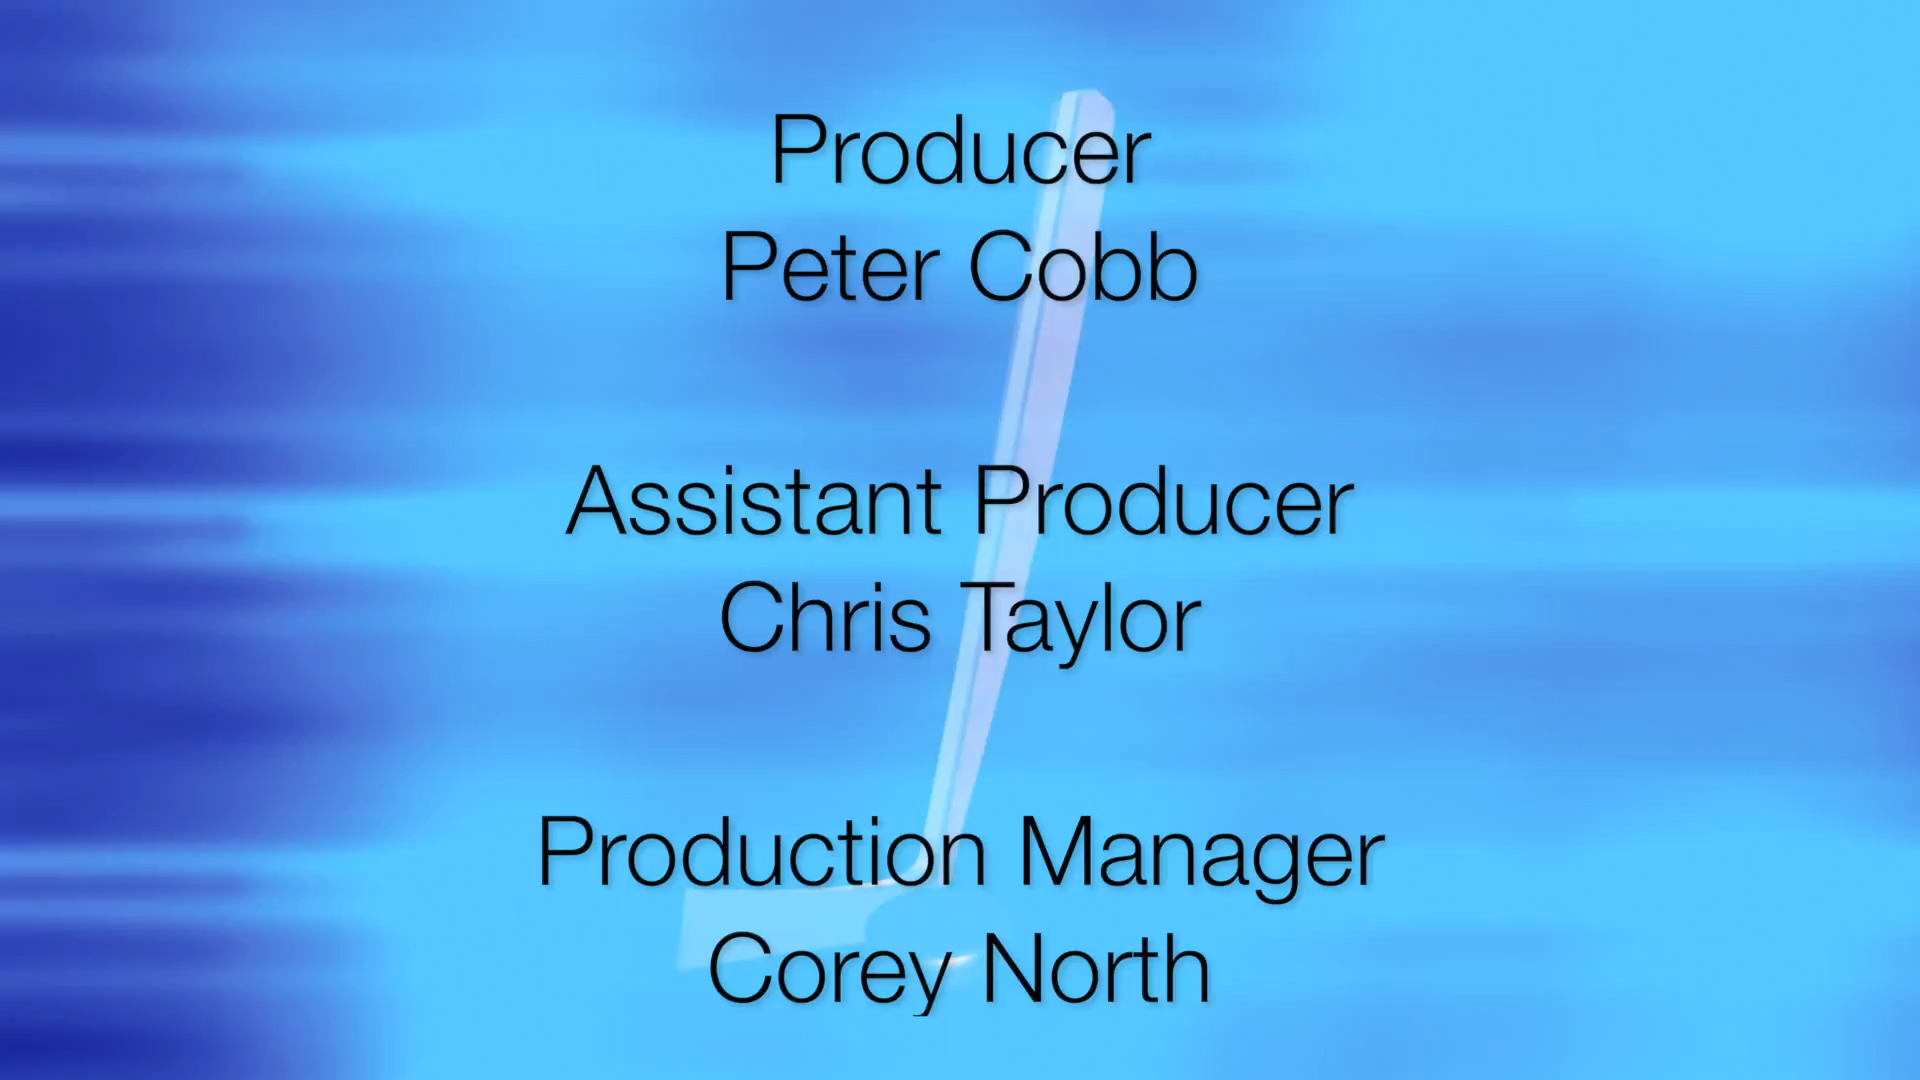 Producer
Peter Cobb
Assistant Producer
Chris Taylor
Production Manager
Corey North